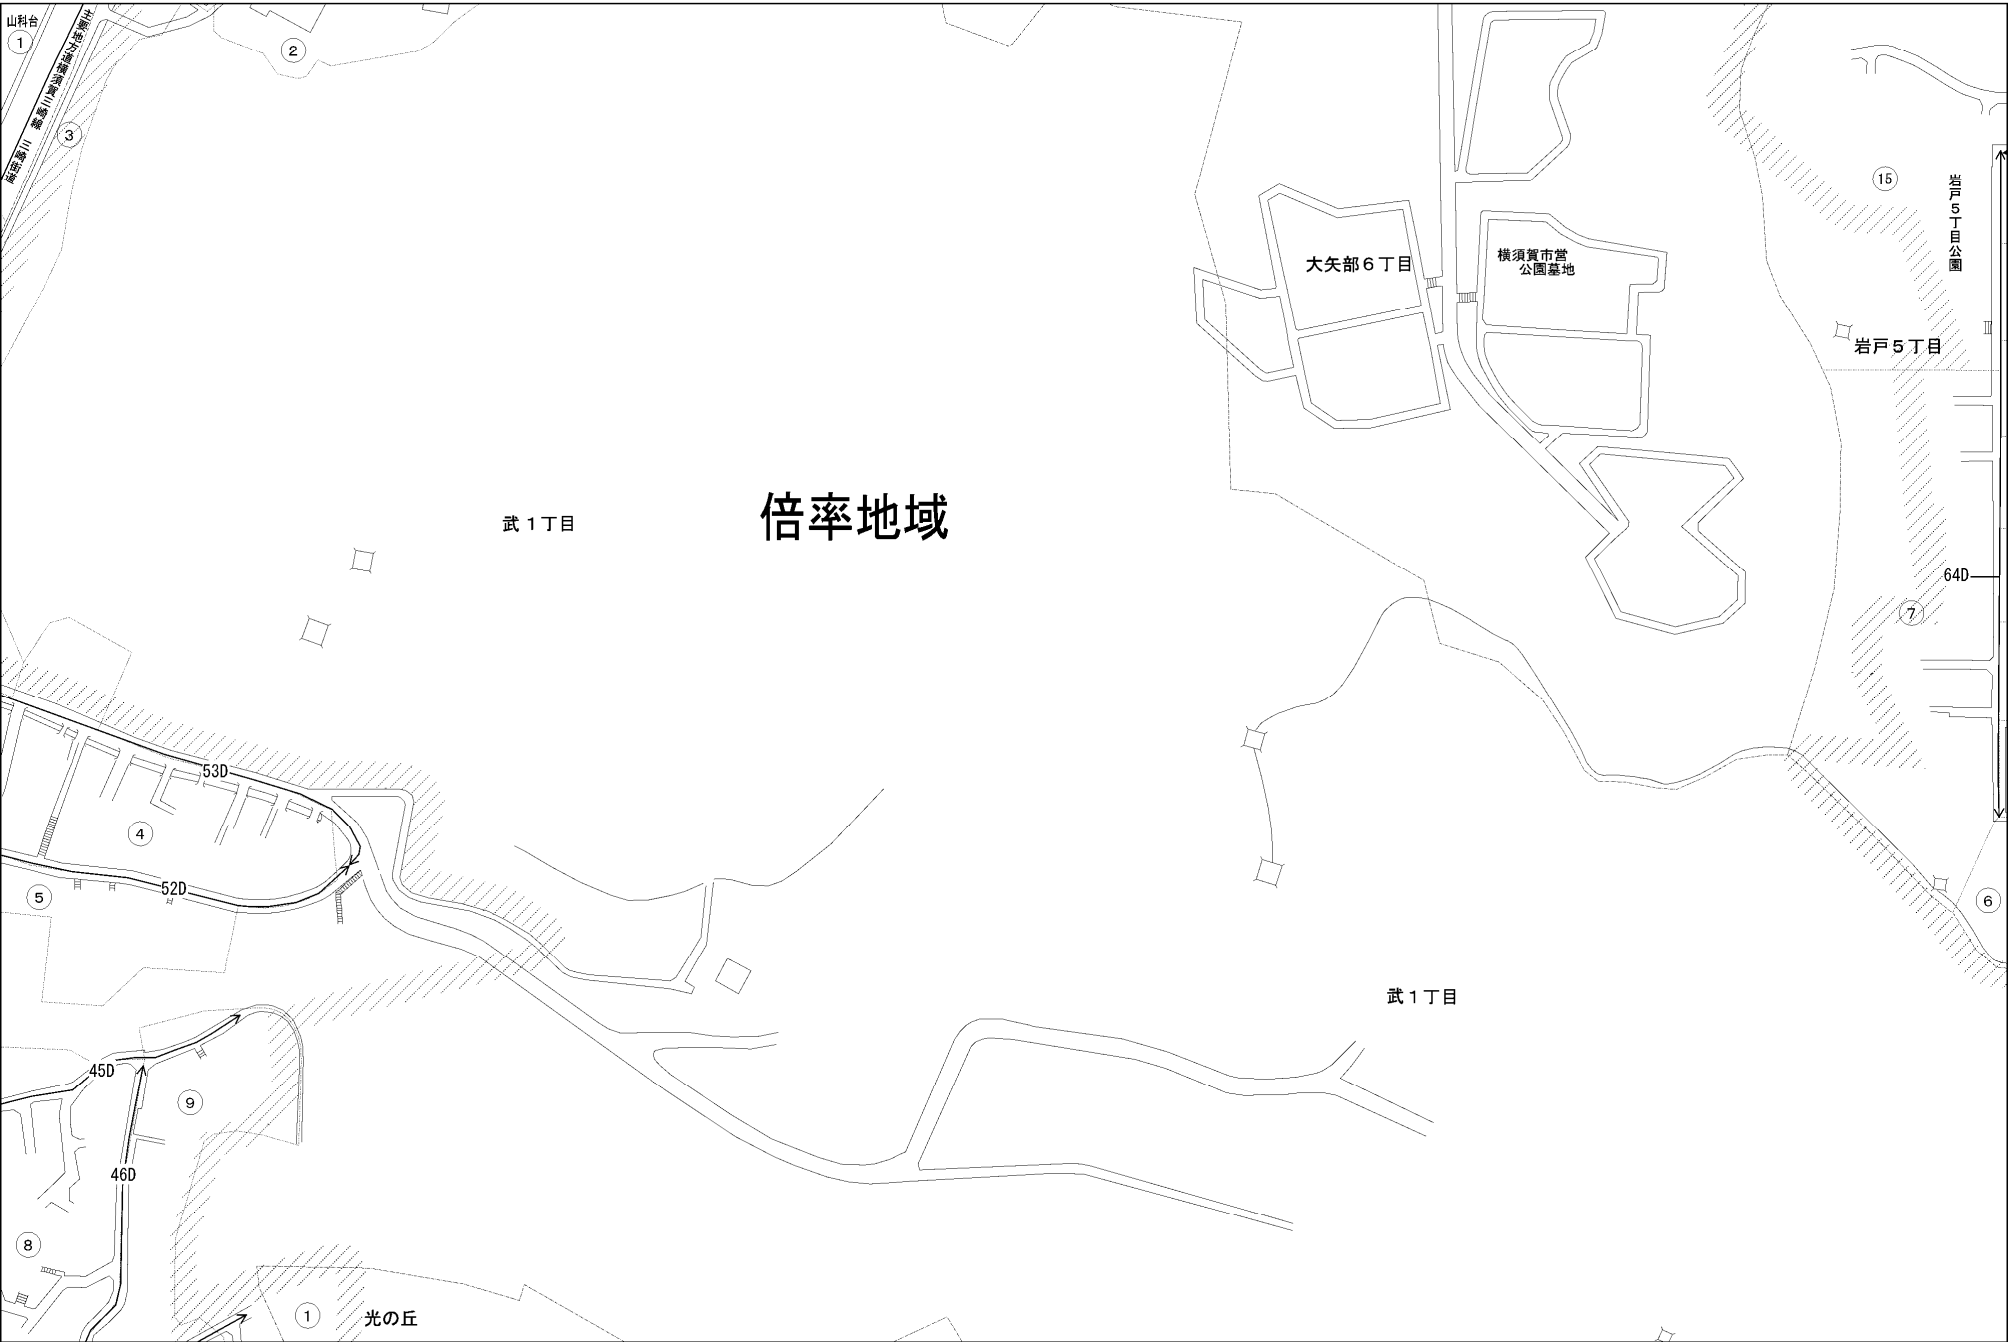 山科台
1
主要地方道横須賀三崎線 三崎街道
2
3
15
岩戸5丁目公園
大矢部6丁目
横須賀市営
公園墓地
岩戸5丁目
武1丁目
倍率地域
64D
7
53D
4
52D
5
6
武1丁目
45D
9
46D
8
1
光の丘